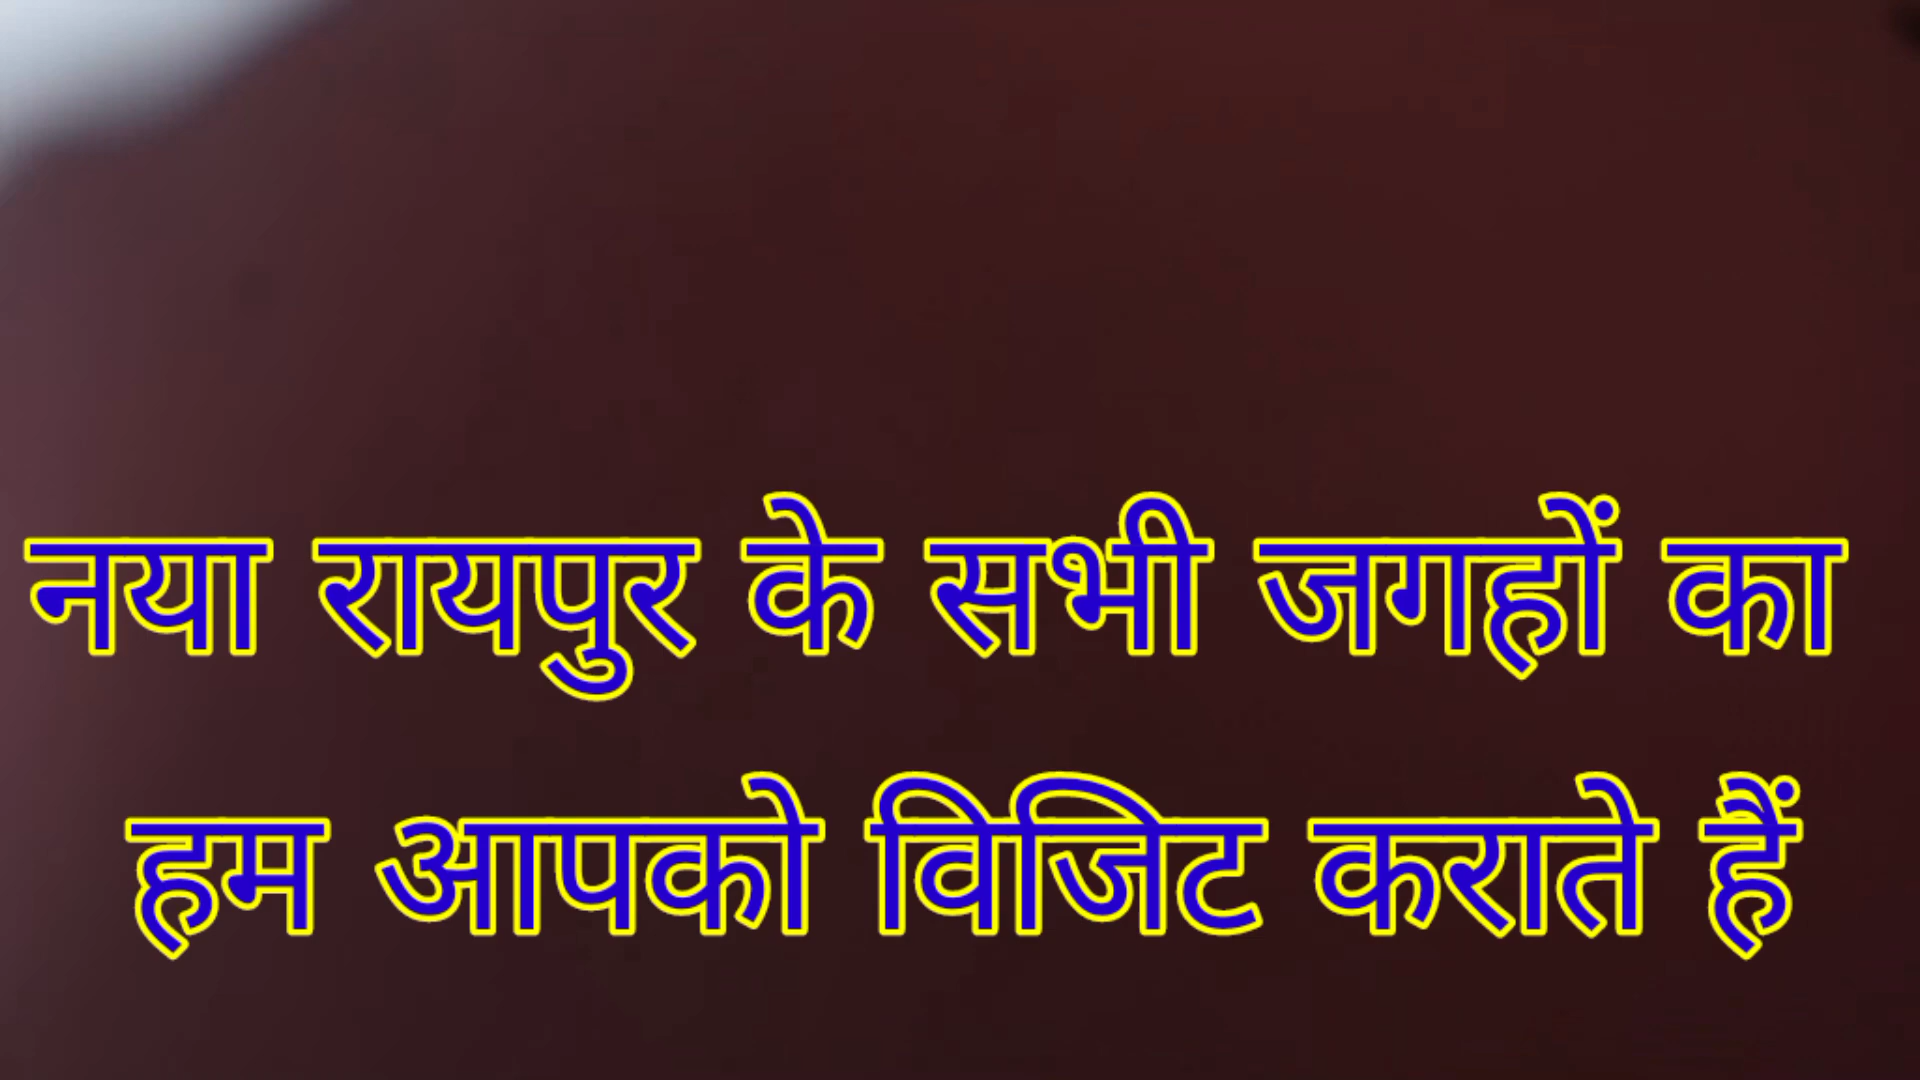 नया रायपुर के सभी जगहों का
हम आपको विजिट कराते हैं